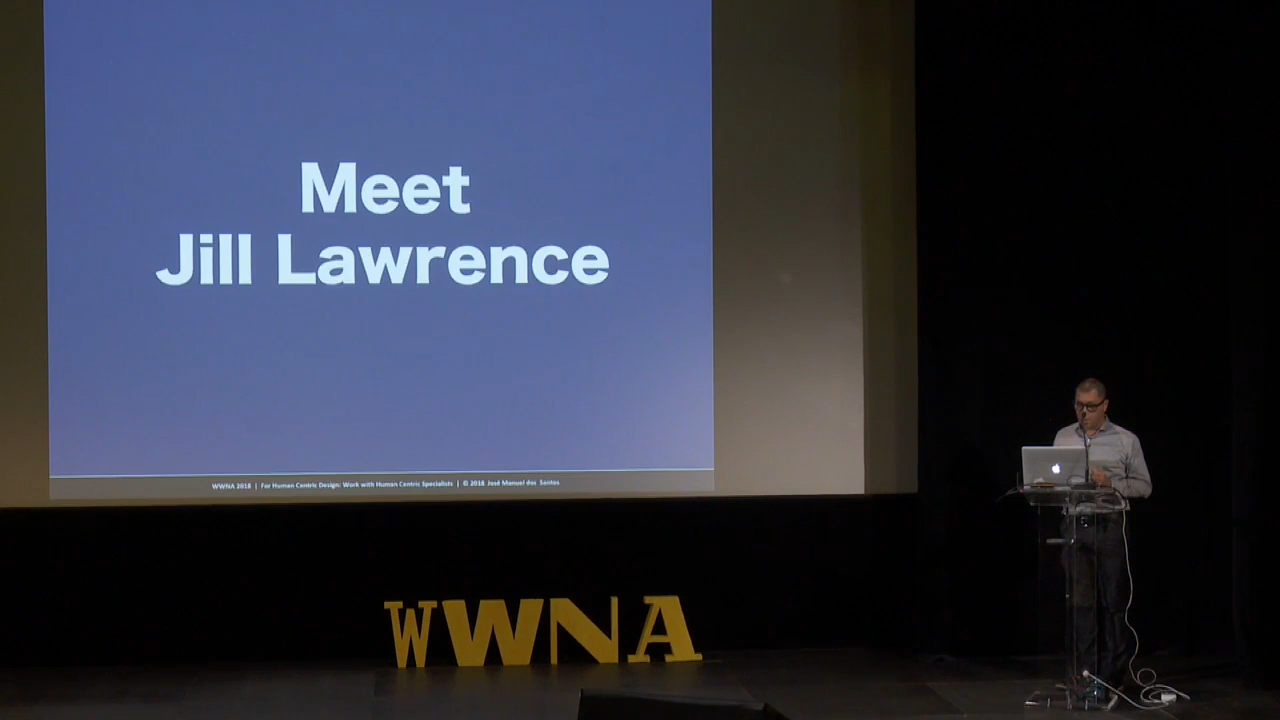 Meet
Jill Lawrence
WWNA 2018 | For Human Centric Design: Work with Human Centric Specialists | © 2018 José Manuel dos Santos
WWNA